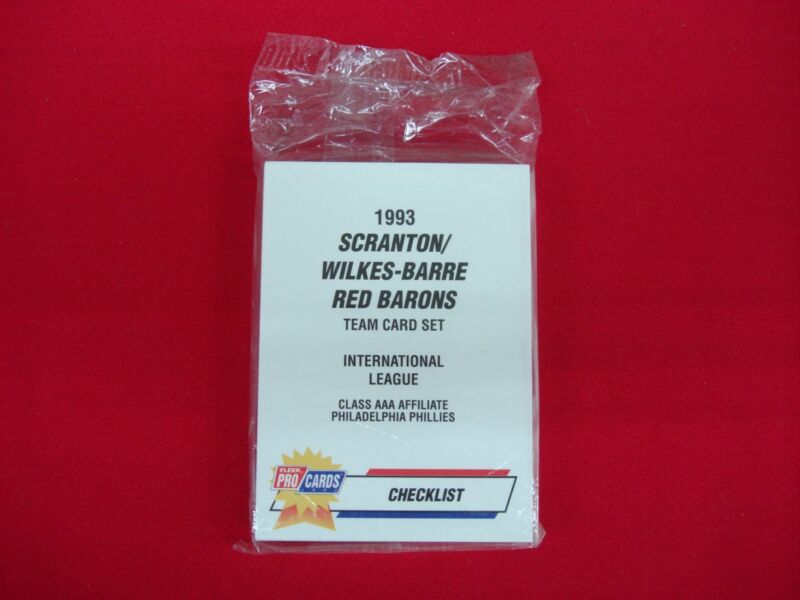 1993
SCRANTON/
WILKES-BARRE
RED BARONS
TEAM CARD SET
INTERNATIONAL
LEAGUE
CLASS AAA AFFILIATE
PHILADELPHIA PHILLIES
FLEER
PRO CARDS
CHECKLIST